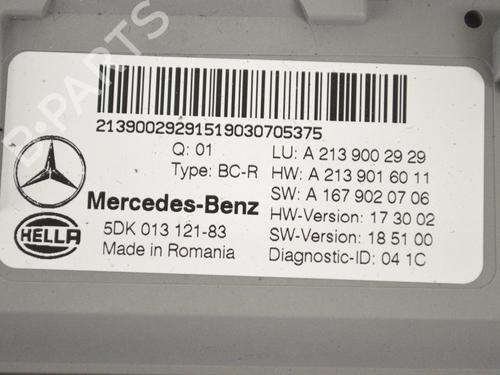 B-PARTS
21390029291519030705375
Q: 01
Type: BC-R
Mercedes-Benz
HELLA
5DK 013 121-83
Made in Romania
LU: A 213 900 29 29
HW: A 213 901 60 11
SW: A 167 902 07 06
HW-Version: 17 30 02
SW-Version: 18 51 00
Diagnostic-ID: 04 1C